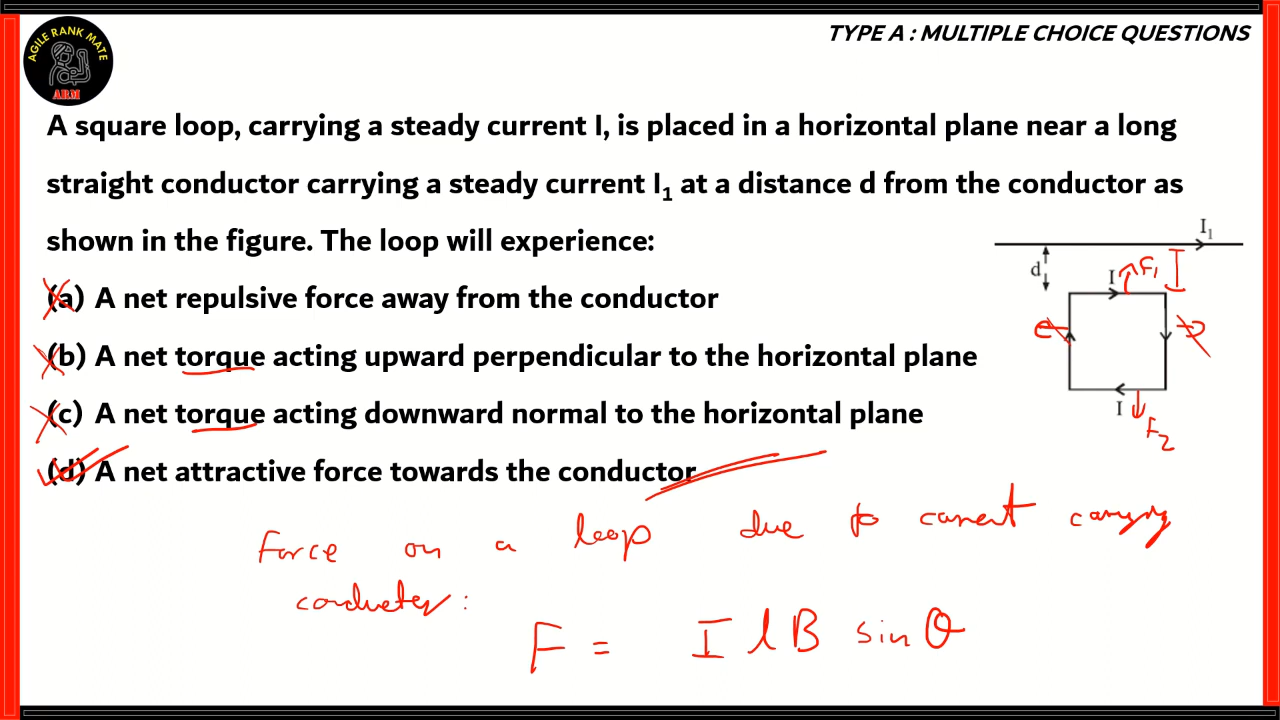 AGILE RANK MATE
ARM
TYPE A : MULTIPLE CHOICE QUESTIONS
A square loop, carrying a steady current I, is placed in a horizontal plane near a long
straight conductor carrying a steady current I₁ at a distance d from the conductor as
shown in the figure. The loop will experience:
(a) A net repulsive force away from the conductor
(b) A net torque acting upward perpendicular to the horizontal plane
(c) A net torque acting downward normal to the horizontal plane
(d) A net attractive force towards the conductor
I₁
d
I F₁
I
F₂
Force on a loop due to current carrying
conductor:
F = I l B sin θ